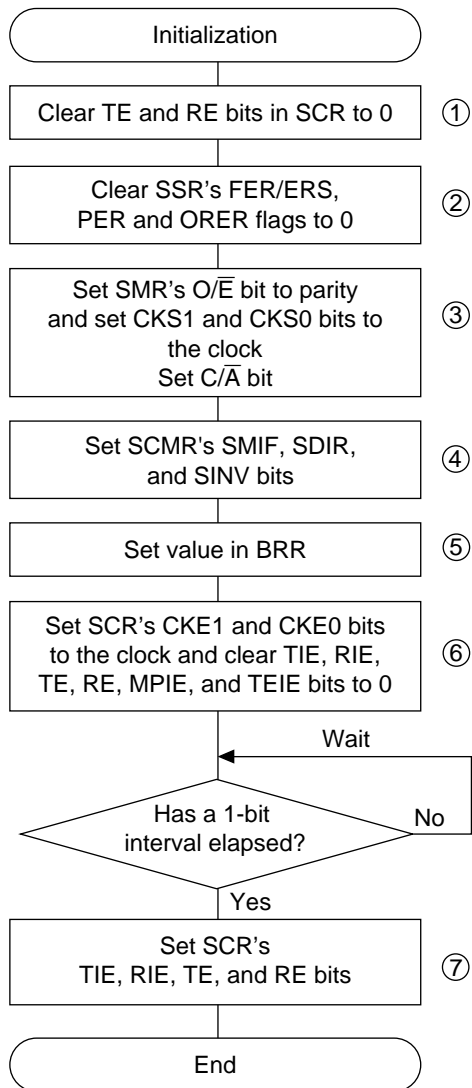 Initialization
Clear TE and RE bits in SCR to 0
①
Clear SSR's FER/ERS,
PER and ORER flags to 0
②
Set SMR's O/E̅ bit to parity
and set CKS1 and CKS0 bits to
the clock
Set C/A̅ bit
③
Set SCMR's SMIF, SDIR,
and SINV bits
④
Set value in BRR
⑤
Set SCR's CKE1 and CKE0 bits
to the clock and clear TIE, RIE,
TE, RE, MPIE, and TEIE bits to 0
⑥
Wait
Has a 1-bit
interval elapsed?
No
Yes
Set SCR's
TIE, RIE, TE, and RE bits
⑦
End